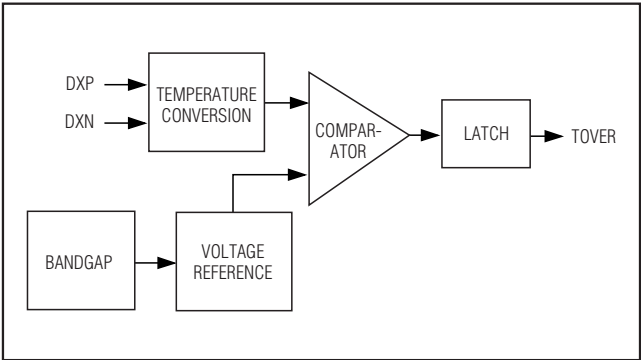 DXP
DXN
TEMPERATURE
CONVERSION
COMPAR-
ATOR
LATCH
TOVER
BANDGAP
VOLTAGE
REFERENCE